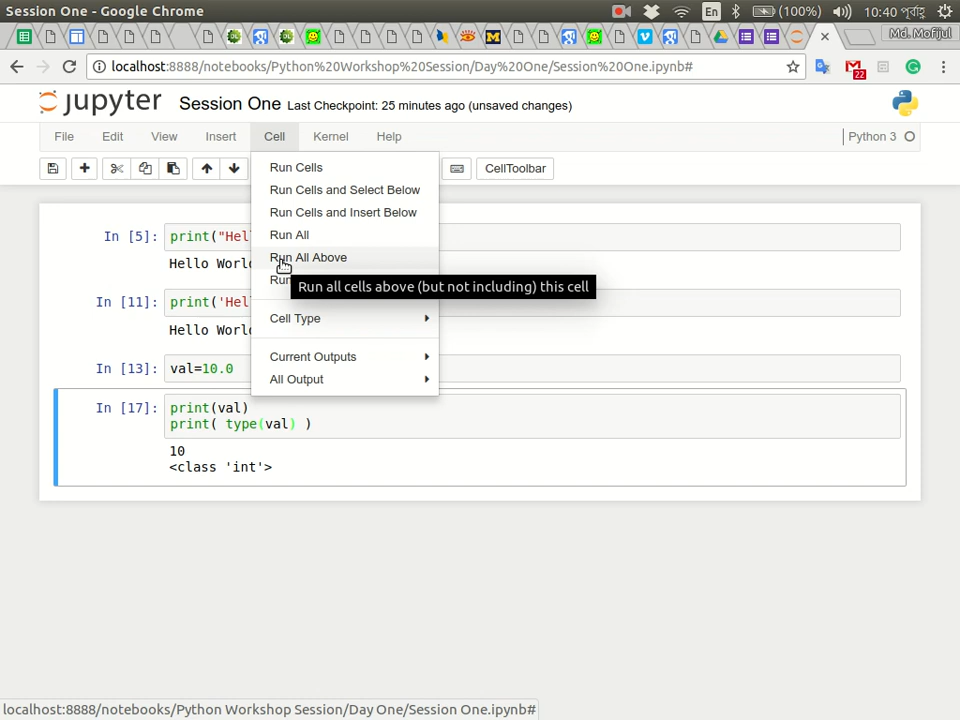 Session One - Google Chrome
En
(100%)
10:40 পূর্বাহ্ণ
Md. Mofijul
localhost:8888/notebooks/Python%20Workshop%20Session/Day%20One/Session%20One.ipynb#
22
jupyter Session One Last Checkpoint: 25 minutes ago (unsaved changes)
File Edit View Insert Cell Kernel Help Python 3
CellToolbar
Run Cells
Run Cells and Select Below
Run Cells and Insert Below
Run All
Run All Above
Run
Run all cells above (but not including) this cell
Cell Type
Current Outputs
All Output
In [5]: print("Hel
Hello Worl
In [11]: print('Hel
Hello Worl
In [13]: val=10.0
In [17]: print(val)
print( type(val) )
10
<class 'int'>
localhost:8888/notebooks/Python Workshop Session/Day One/Session One.ipynb#